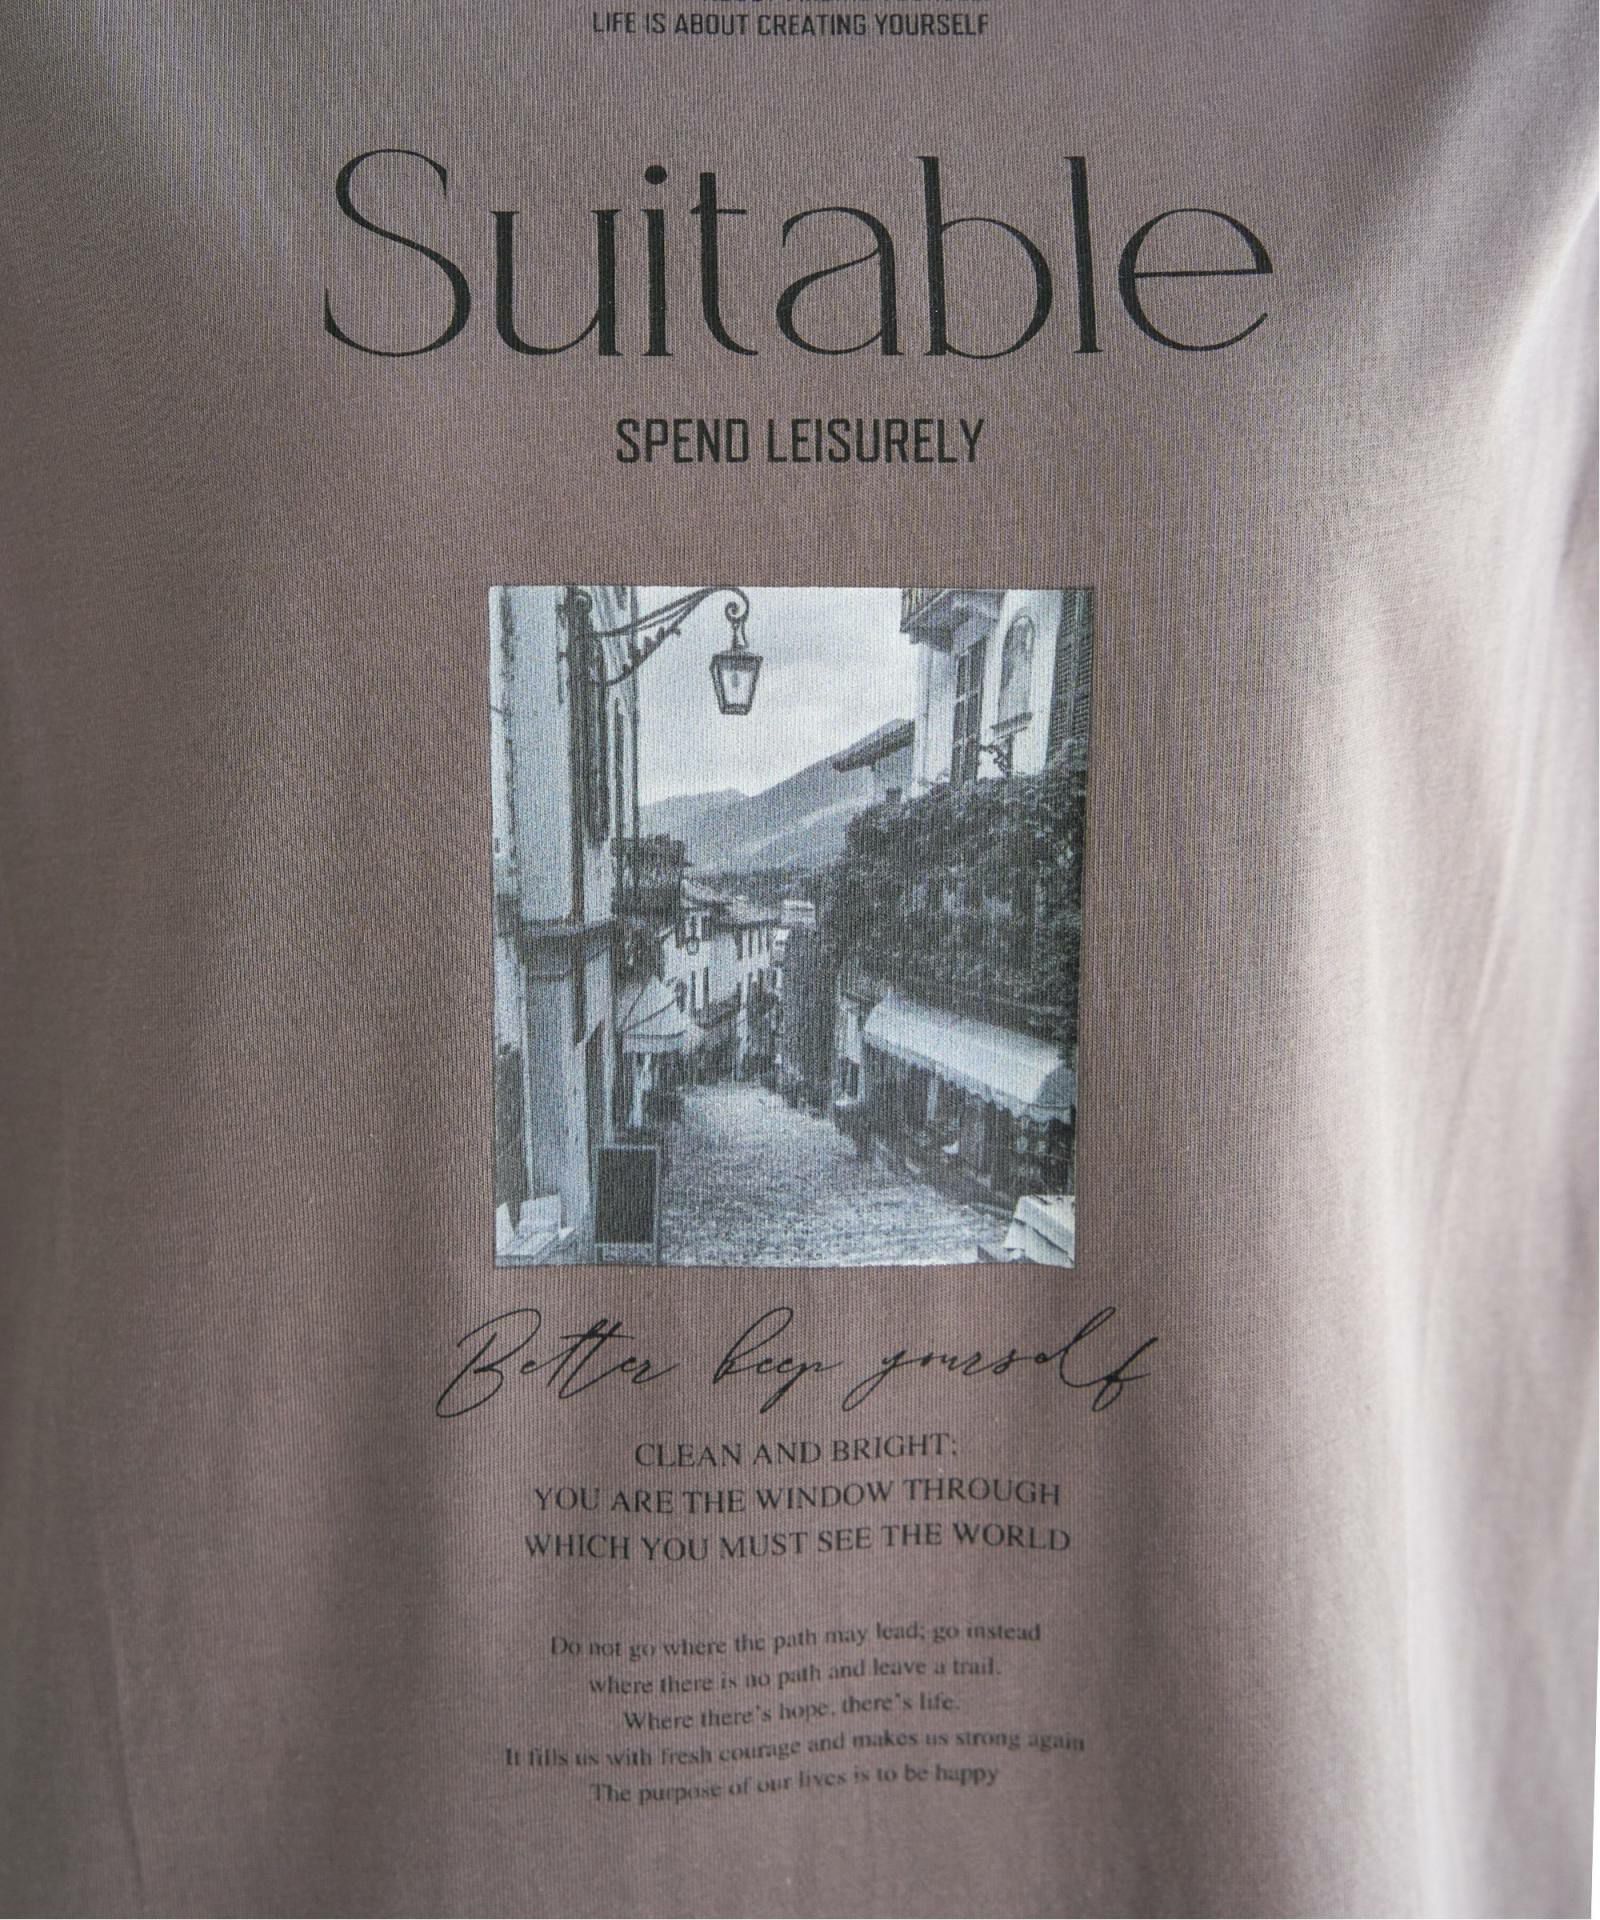 LIFE IS ABOUT CREATING YOURSELF
Suitable
SPEND LEISURELY
Better keep yourself
CLEAN AND BRIGHT:
YOU ARE THE WINDOW THROUGH
WHICH YOU MUST SEE THE WORLD
Do not go where the path may lead; go instead
where there is no path and leave a trail.
Where there's hope, there's life.
It fills us with fresh courage and makes us strong again
The purpose of our lives is to be happy